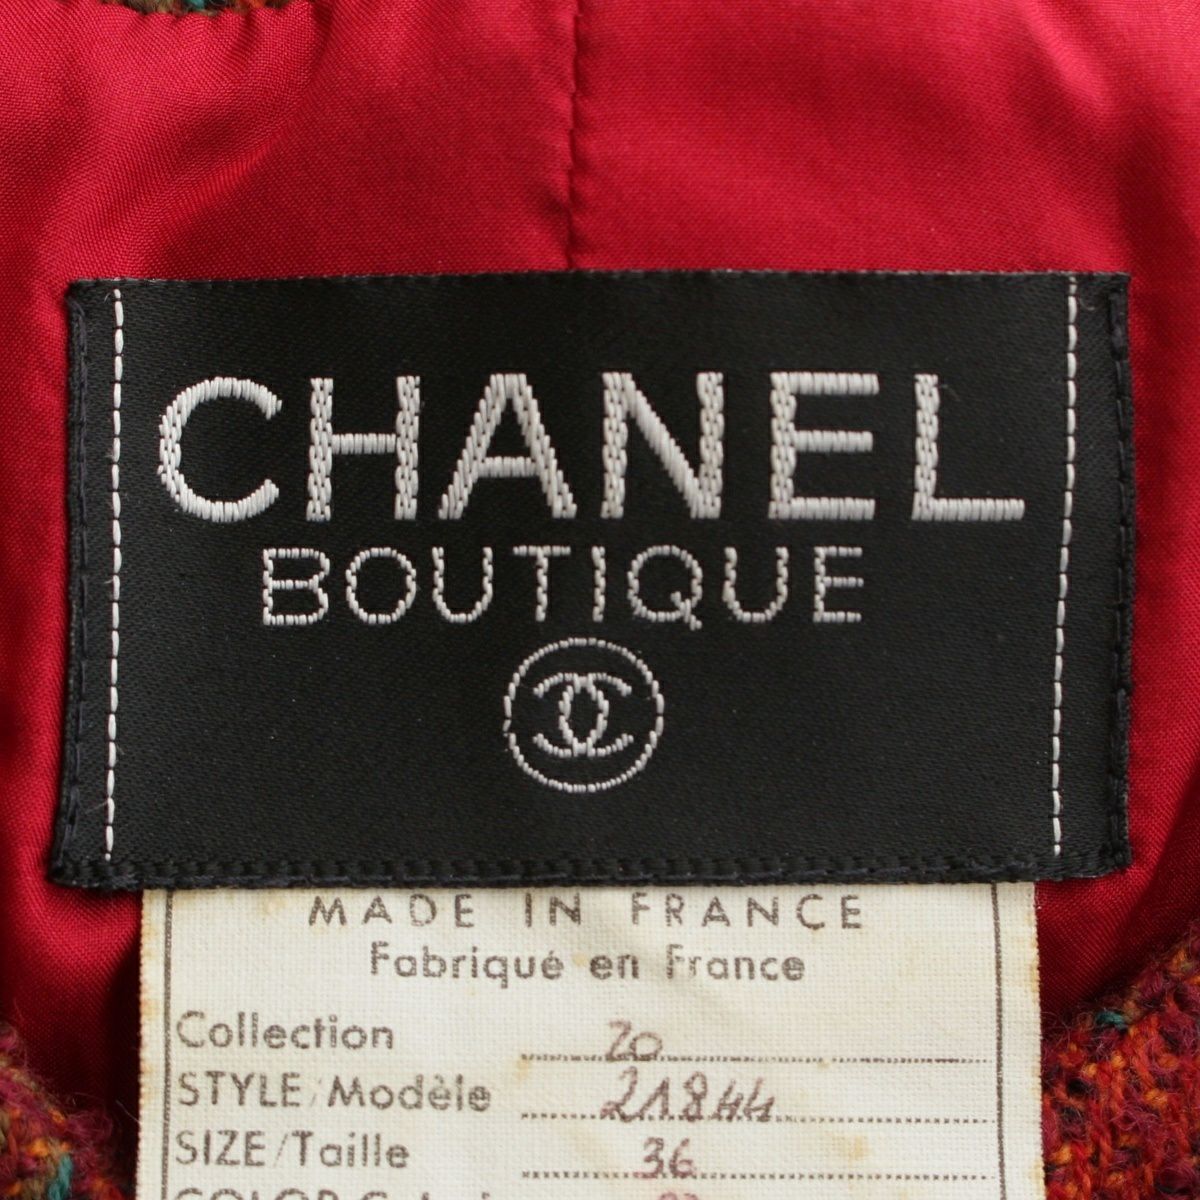 CHANEL
BOUTIQUE
MADE IN FRANCE
Fabriqué en France
Collection 20
STYLE/Modèle 21844
SIZE/Taille 36